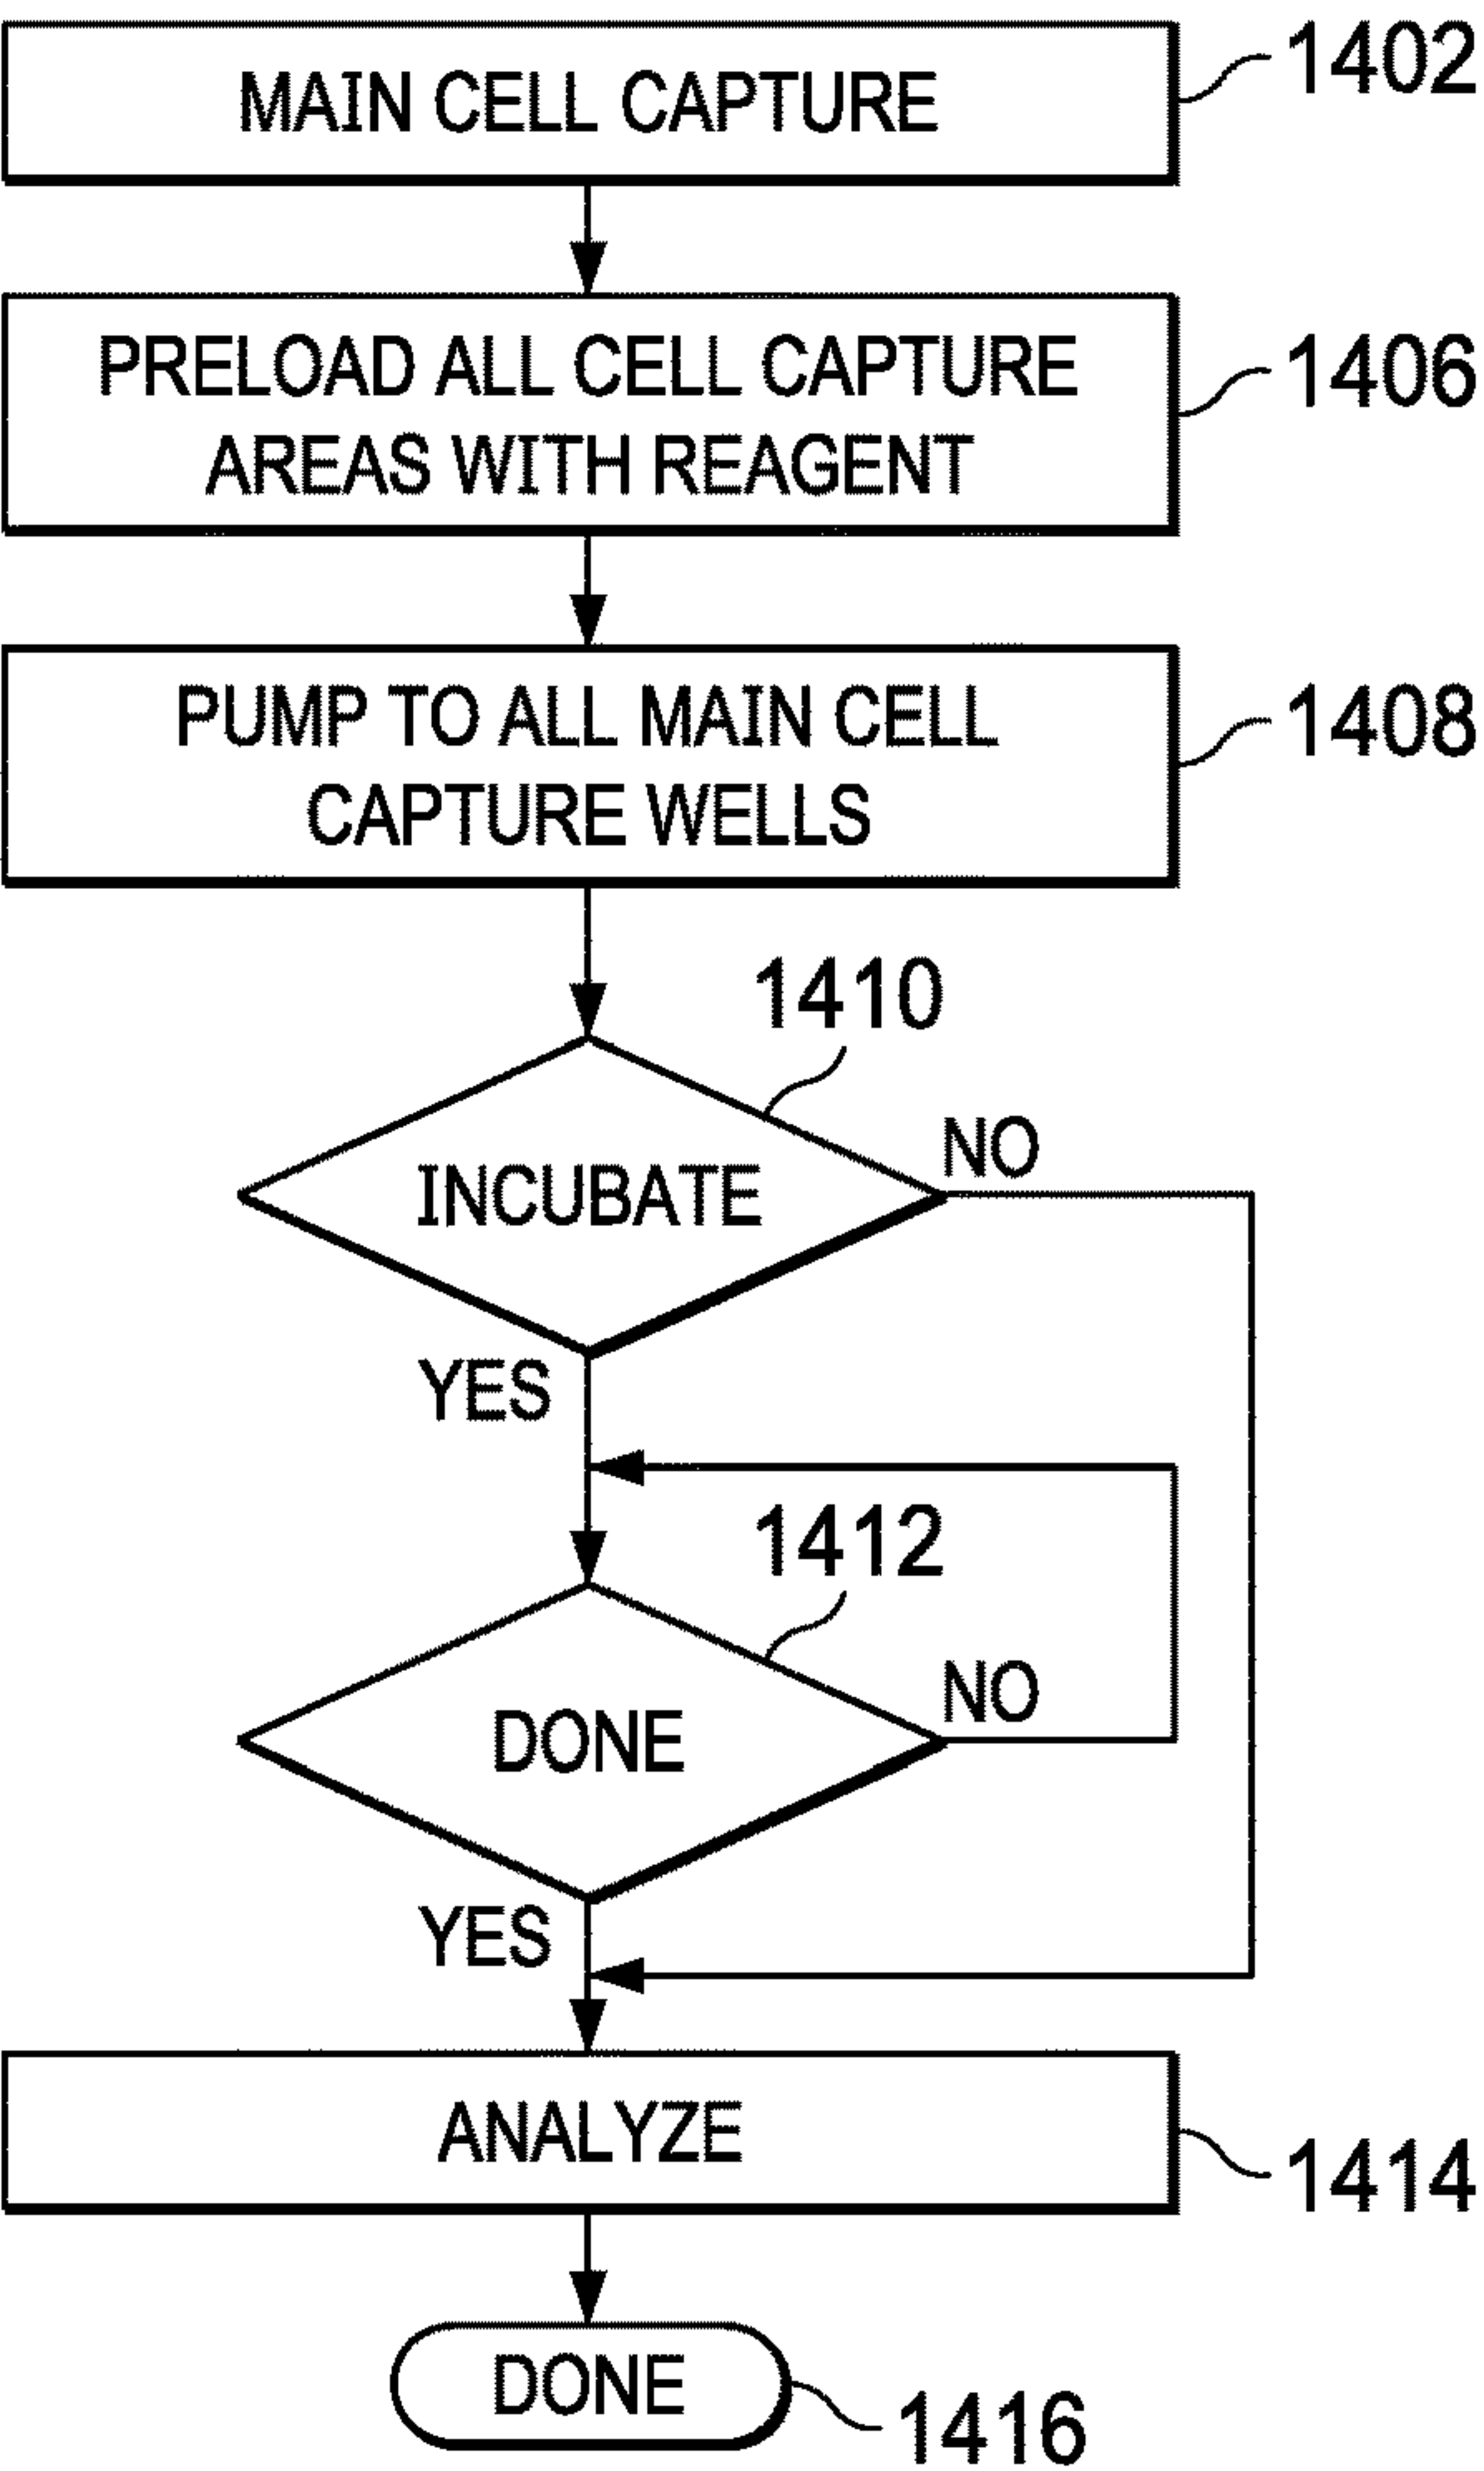 MAIN CELL CAPTURE
1402
PRELOAD ALL CELL CAPTURE
AREAS WITH REAGENT
1406
PUMP TO ALL MAIN CELL
CAPTURE WELLS
1408
1410
INCUBATE
NO
YES
1412
DONE
NO
YES
ANALYZE
1414
DONE
1416